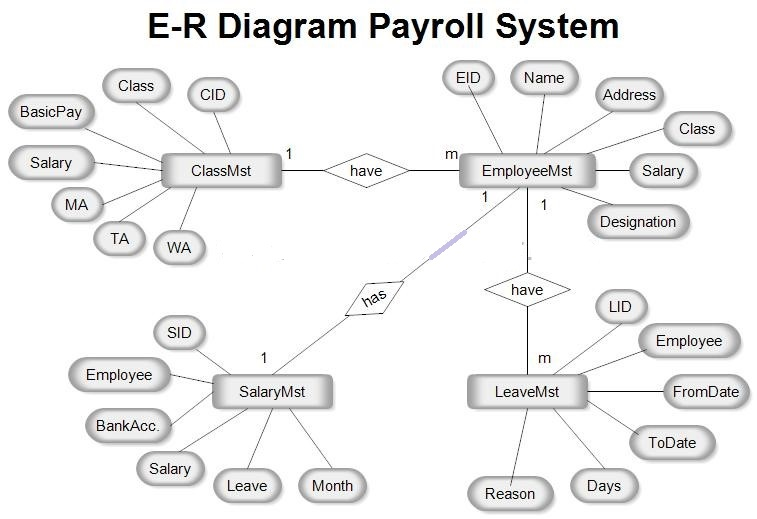 E-R Diagram Payroll System
EID
Name
Class
CID
Address
BasicPay
Class
1
m
Salary
ClassMst
have
EmployeeMst
Salary
MA
1
1
Designation
TA
WA
has
have
LID
SID
Employee
1
m
Employee
SalaryMst
LeaveMst
FromDate
BankAcc.
ToDate
Salary
Leave
Month
Reason
Days